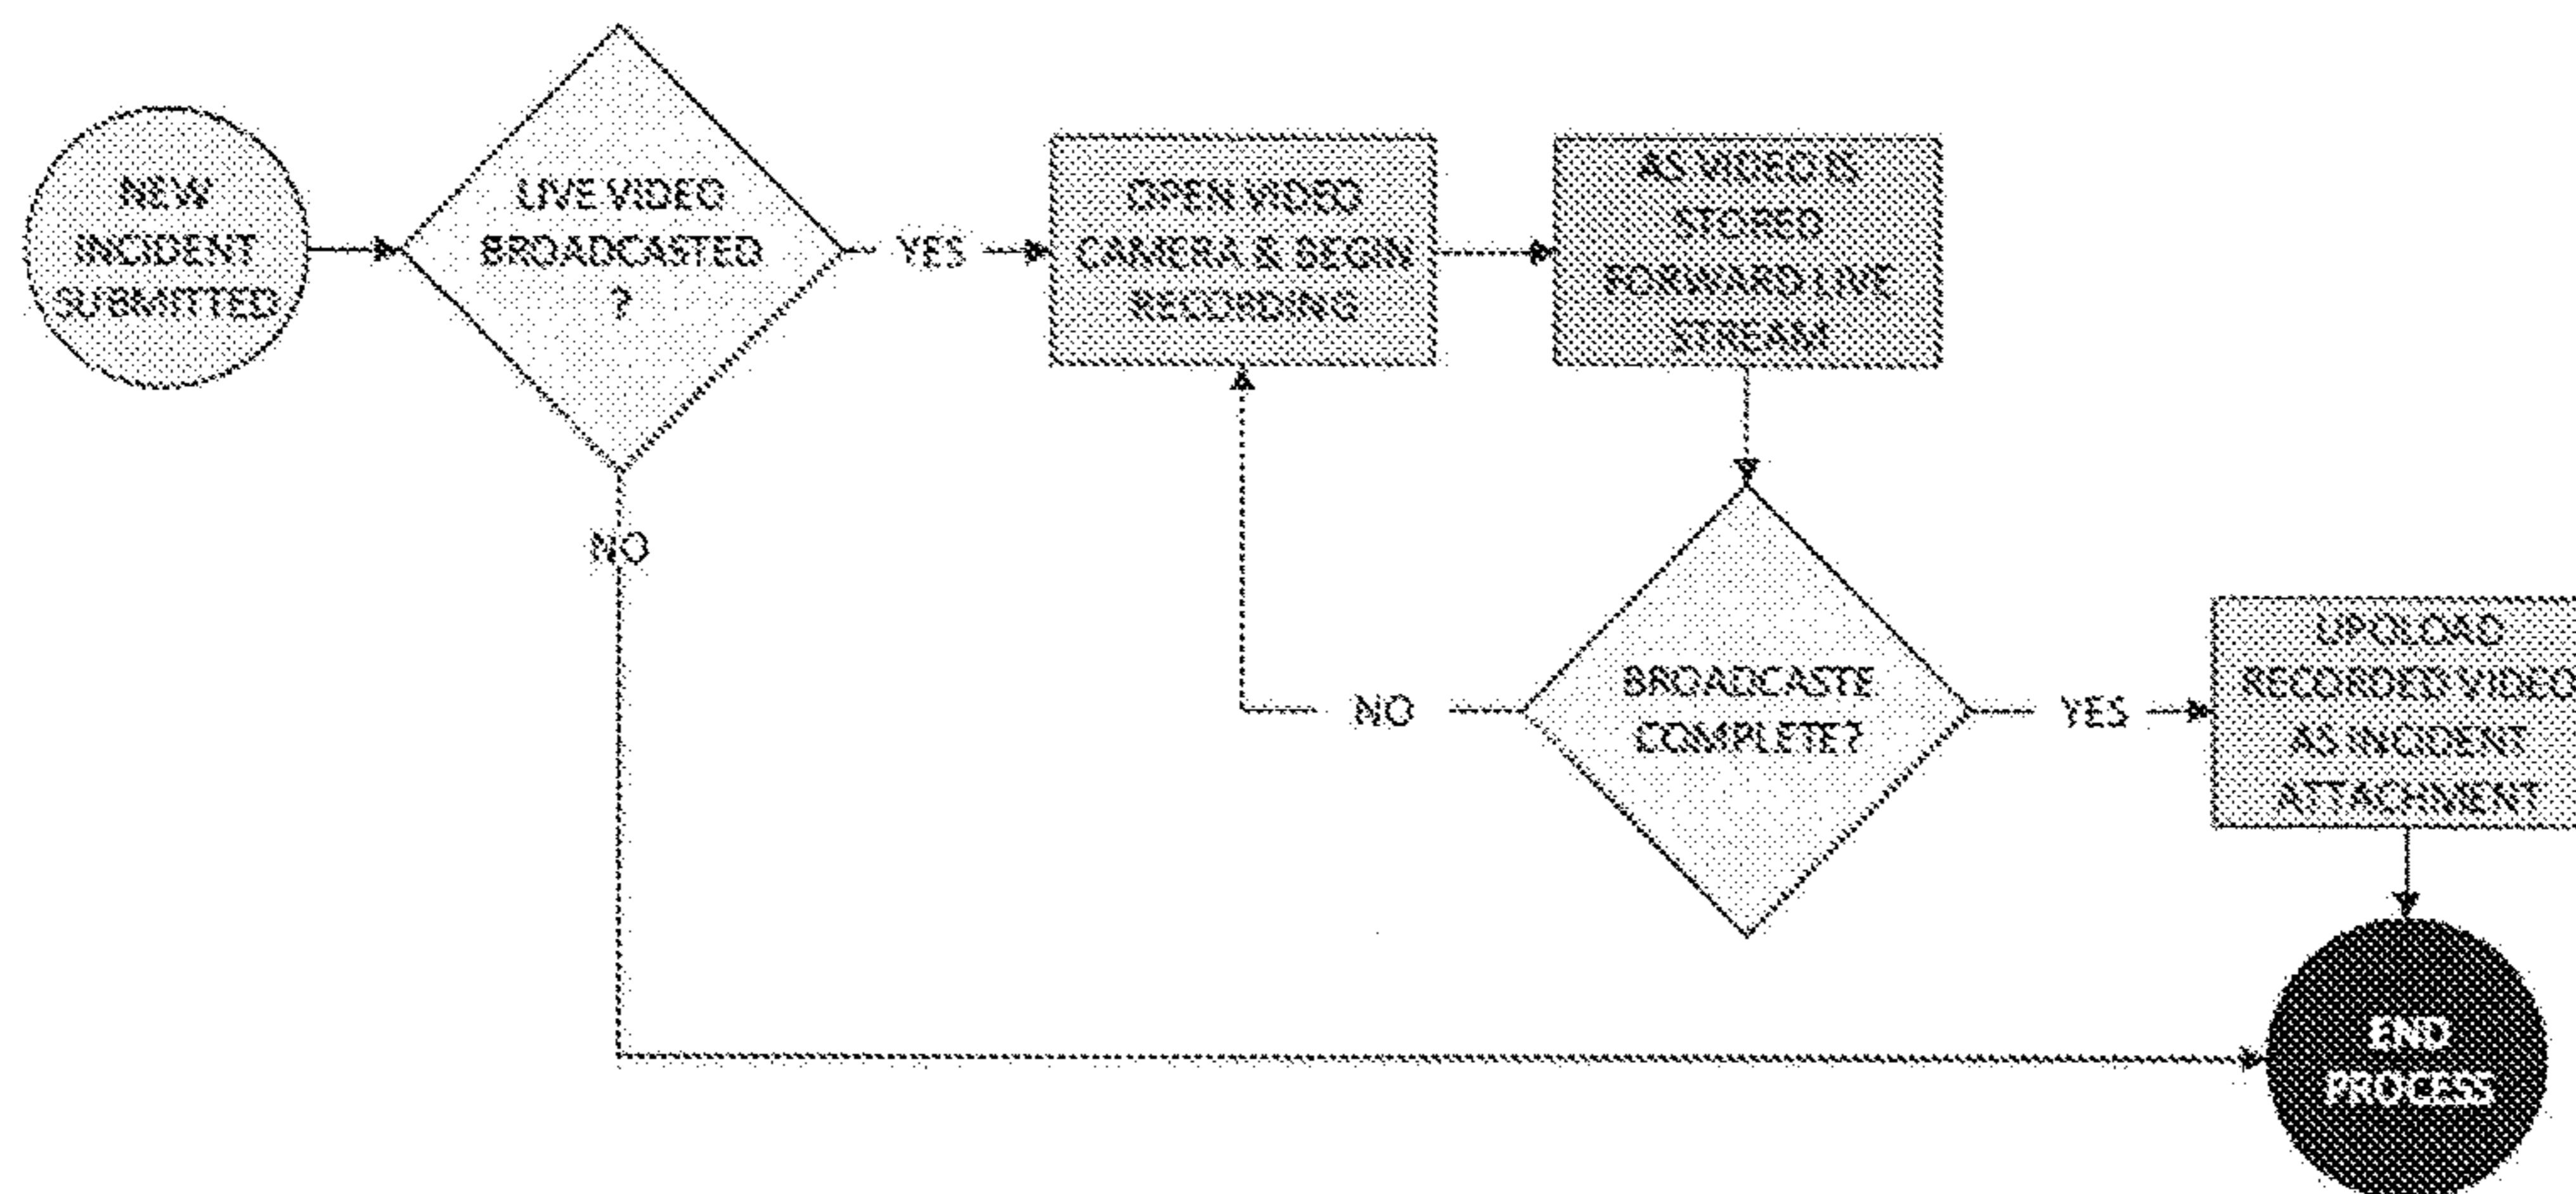 NEW
INCIDENT
SUBMITTED
LIVE VIDEO
BROADCASTED
?
YES
OPEN VIDEO
CAMERA & BEGIN
RECORDING
AS VIDEO IS
STORED
FORWARD LIVE
STREAM
NO
NO
BROADCASTE
COMPLETE?
YES
UPOLOAD
RECORDED VIDEO
AS INCIDENT
ATTACHMENT
END
PROCESS